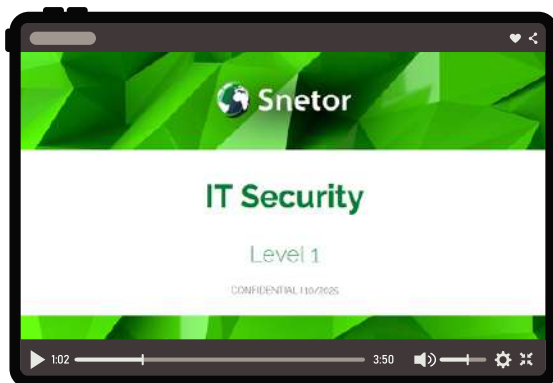 Snetor
IT Security
Level 1
CONFIDENTIAL I 10/2025
1:02
3:50